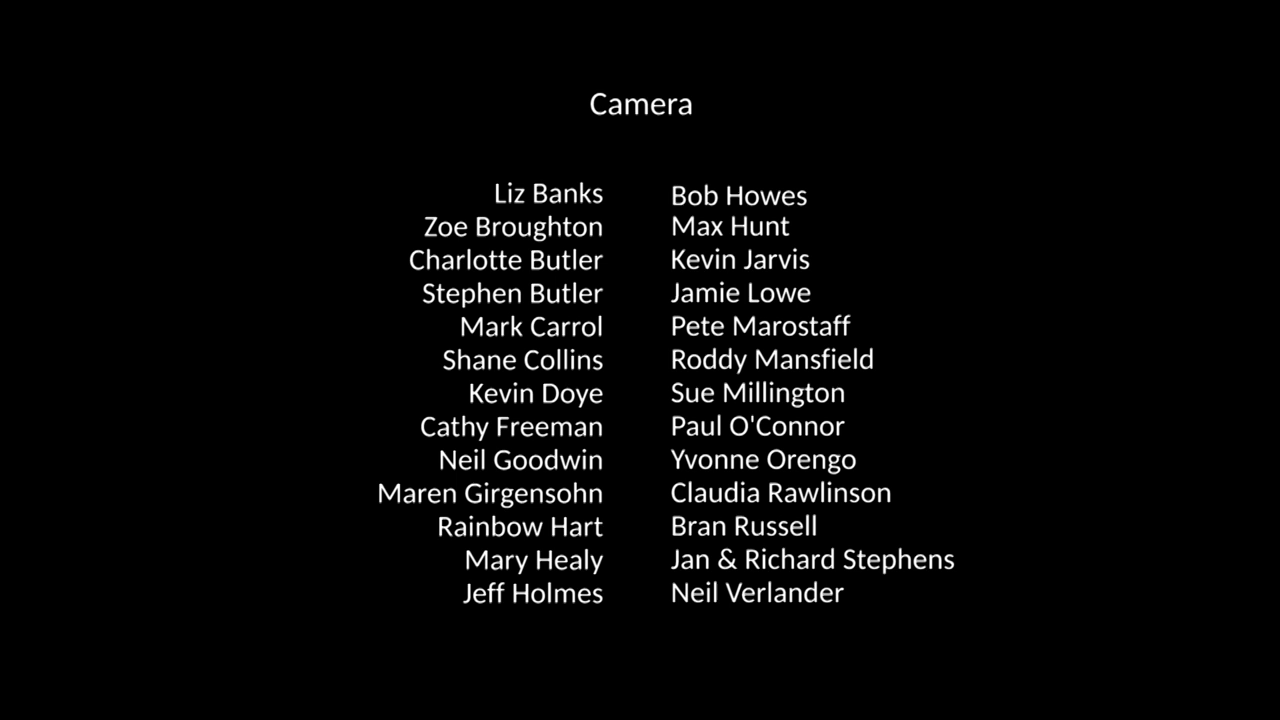 Camera
Liz Banks
Zoe Broughton
Charlotte Butler
Stephen Butler
Mark Carrol
Shane Collins
Kevin Doye
Cathy Freeman
Neil Goodwin
Maren Girgensohn
Rainbow Hart
Mary Healy
Jeff Holmes
Bob Howes
Max Hunt
Kevin Jarvis
Jamie Lowe
Pete Marostaff
Roddy Mansfield
Sue Millington
Paul O'Connor
Yvonne Orengo
Claudia Rawlinson
Bran Russell
Jan & Richard Stephens
Neil Verlander